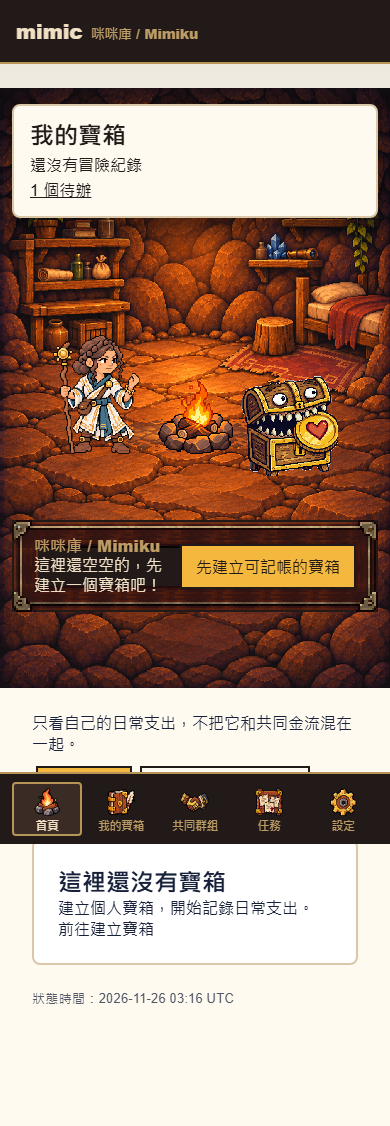 mimic 咪咪庫 / Mimiku
我的寶箱
還沒有冒險紀錄
1 個待辦
咪咪庫 / Mimiku
這裡還空空的，先
建立一個寶箱吧！
先建立可記帳的寶箱
只看自己的日常支出，不把它和共同金流混在
一起。
首頁 我的寶箱 共同群組 任務 設定
這裡還沒有寶箱
建立個人寶箱，開始記錄日常支出。
前往建立寶箱
狀態時間：2026-11-26 03:16 UTC